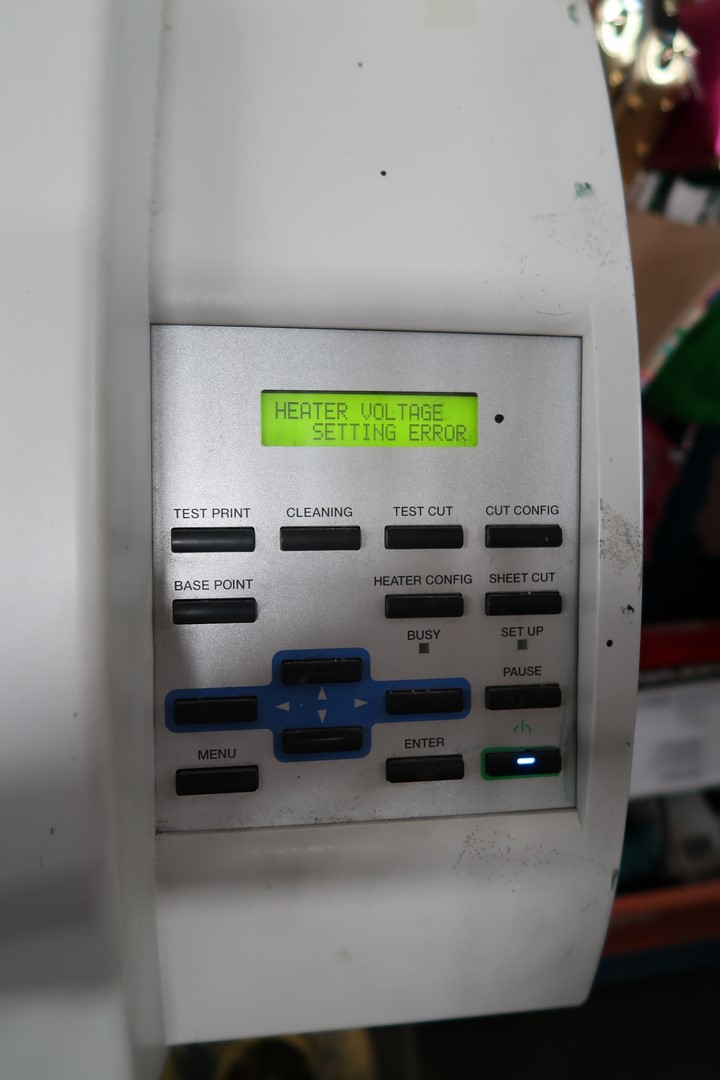 HEATER VOLTAGE
SETTING ERROR
TEST PRINT
CLEANING
TEST CUT
CUT CONFIG
BASE POINT
HEATER CONFIG
SHEET CUT
BUSY
SET UP
PAUSE
MENU
ENTER